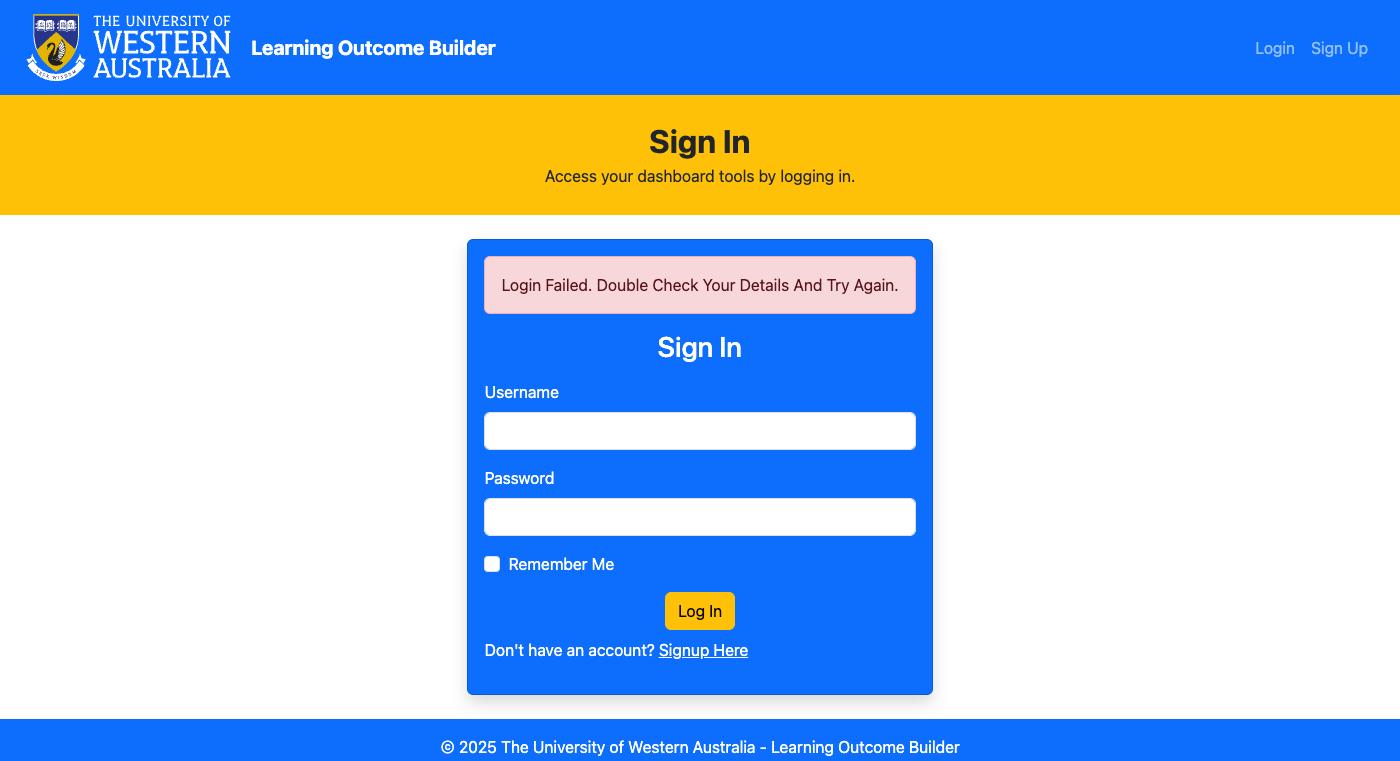 THE UNIVERSITY OF
WESTERN
AUSTRALIA
SEEK WISDOM
Learning Outcome Builder
Login
Sign Up
Sign In
Access your dashboard tools by logging in.
Login Failed. Double Check Your Details And Try Again.
Sign In
Username
Password
Remember Me
Log In
Don't have an account? Signup Here
© 2025 The University of Western Australia - Learning Outcome Builder